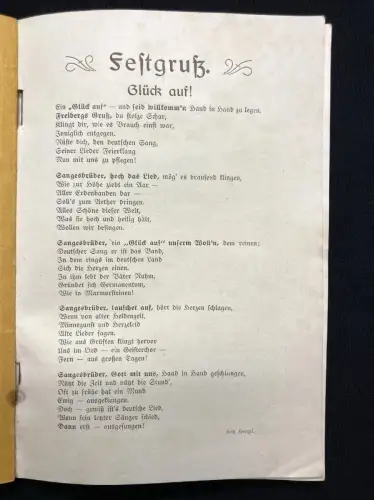 Festgruß.
Glück auf!
Ein „Glück auf“ — und seid willkomm'n Hand in Hand zu legen.
Freibergs Gruß, du stolze Schar,
Klingt dir, wie es Brauch einst war,
Inniglich entgegen.
Rüste dich, den deutschen Sang,
Seiner Lieder Feierklang
Nun mit uns zu pflegen!
Sangesbrüder, hoch das Lied, mög' es brausend klingen,
Wie zur Höhe zieht ein Aar —
Aller Erdenbanden bar —
Soll's zum Aether dringen.
Alles Schöne dieser Welt,
Was sie hoch und heilig hält,
Wollen wir besingen.
Sangesbrüder, ein „Glück auf“ unserm Woll'n, dem reinen;
Deutscher Sang er ist das Band,
In dem rings im deutschen Land
Sich die Herzen einen.
In ihm lebt der Väter Ruhm,
Gründet sich Germanentum,
Wie in Marmorsteinen!
Sangesbrüder, lauschet auf, hört die Herzen schlagen,
Wenn von alter Heldenzeit,
Minnegunst und Herzeleid
Alte Lieder sagen.
Wie aus Grüften klingt hervor
Uns im Lied — ein Geisterchor —
Fern — aus großen Tagen!
Sangesbrüder, Gott mit uns, Hand in Hand geschlungen,
Nützt die Zeit und nützt die Stund',
Oft zu frühe hat ein Mund
Ewig — ausgeklungen.
Doch — gewiß ist's deutsche Lied,
Wenn sein letzter Sänger schied,
Dann erst — ausgesungen!